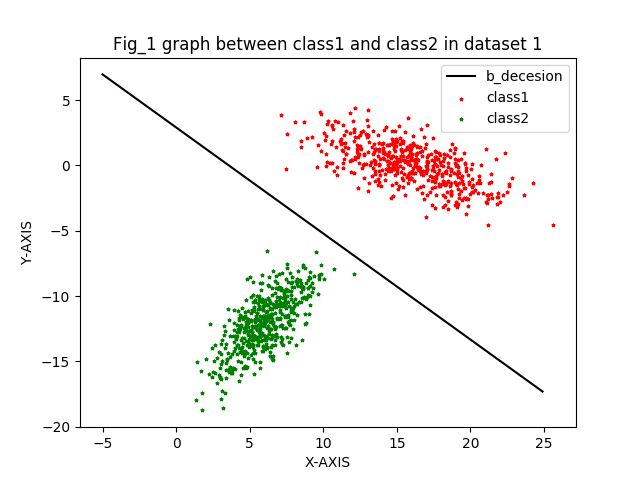 Fig_1 graph between class1 and class2 in dataset 1
b_decesion
class1
class2
Y-AXIS
5
0
−5
−10
−15
−20
−5 0 5 10 15 20 25
X-AXIS